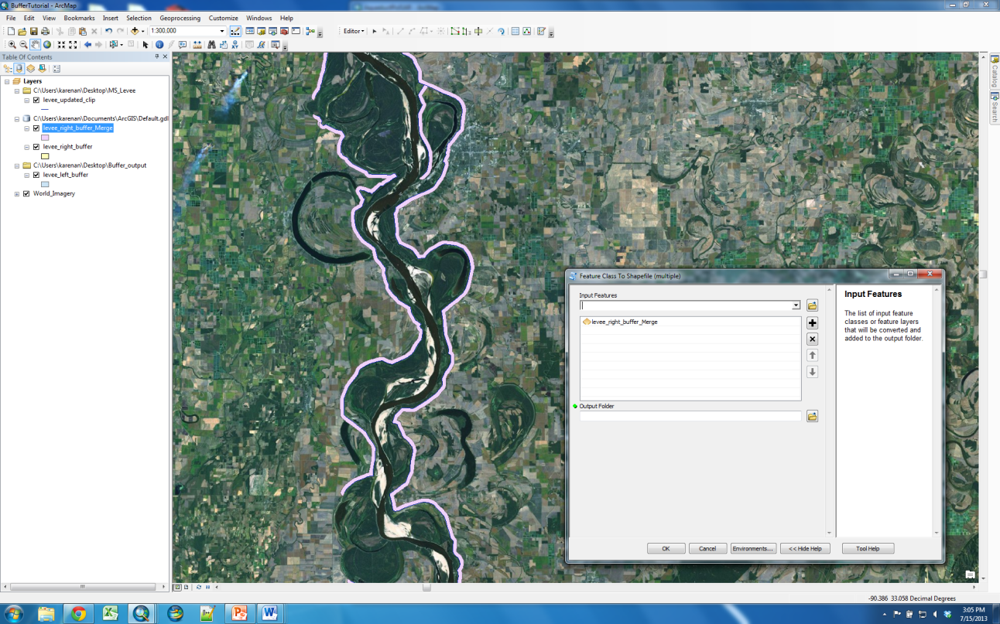 BufferTutorial - ArcMap
File Edit View Bookmarks Insert Selection Geoprocessing Customize Windows Help
1:300,000
Editor
Table Of Contents
Layers
C:\Users\karenan\Desktop\MS_Levee
levee_updated_clip
C:\Users\karenan\Documents\ArcGIS\Default.gdl
levee_right_buffer_Merge
levee_right_buffer
C:\Users\karenan\Desktop\Buffer_output
levee_left_buffer
World_Imagery
Catalog
Search
Feature Class To Shapefile (multiple)
Input Features
levee_right_buffer_Merge
Output Folder
OK Cancel Environments... << Hide Help Tool Help
Input Features
The list of input feature
classes or feature layers
that will be converted and
added to the output folder.
-90.386 33.058 Decimal Degrees
3:05 PM
7/15/2013